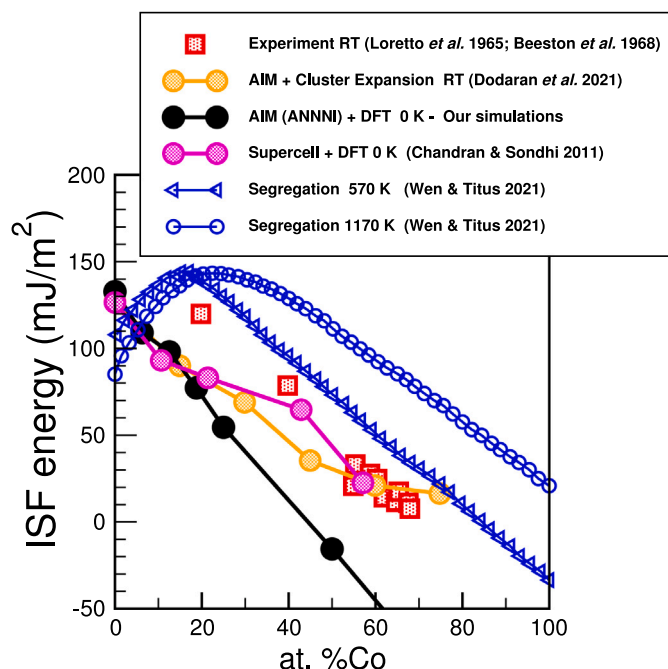 Experiment RT (Loretto et al. 1965; Beeston et al. 1968)
AIM + Cluster Expansion RT (Dodaran et al. 2021)
AIM (ANNNI) + DFT 0 K - Our simulations
Supercell + DFT 0 K (Chandran & Sondhi 2011)
Segregation 570 K (Wen & Titus 2021)
Segregation 1170 K (Wen & Titus 2021)
ISF energy (mJ/m²)
200
150
100
50
0
-50
0 20 40 60 80 100
at. %Co